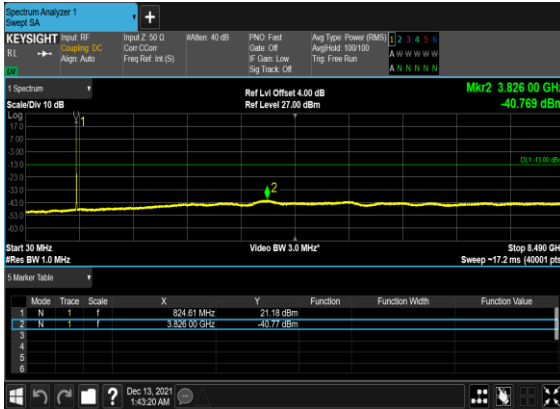 Spectrum Analyzer 1
Swept SA
+
KEYSIGHT Input: RF Input Z: 50 Ω #Atten: 40 dB PNO: Fast Avg Type: Power (RMS) 1 2 3 4 5 6
RL Coupling: DC Corr CCorr Gate: Off Avg|Hold: 100/100 A W W W W W
Align: Auto Freq Ref: Int (S) IF Gain: Low Trig: Free Run
Sig Track: Off A N N N N N
1 Spectrum Ref Lvl Offset 4.00 dB Mkr2 3.826 00 GHz
Scale/Div 10 dB Ref Level 27.00 dBm -40.769 dBm
Log
17.0
7.00
-3.00
-13.0 DL1 -13.00 dBm
-23.0
-33.0
-43.0
-53.0
-63.0
1
2
Start 30 MHz Video BW 3.0 MHz* Stop 8.490 GHz
#Res BW 1.0 MHz Sweep ~17.2 ms (40001 pts)
5 Marker Table
Mode Trace Scale X Y Function Function Width Function Value
1 N 1 f 824.61 MHz 21.18 dBm
2 N 1 f 3.826 00 GHz -40.77 dBm
3
4
5
6
? Dec 13, 2021
1:43:20 AM